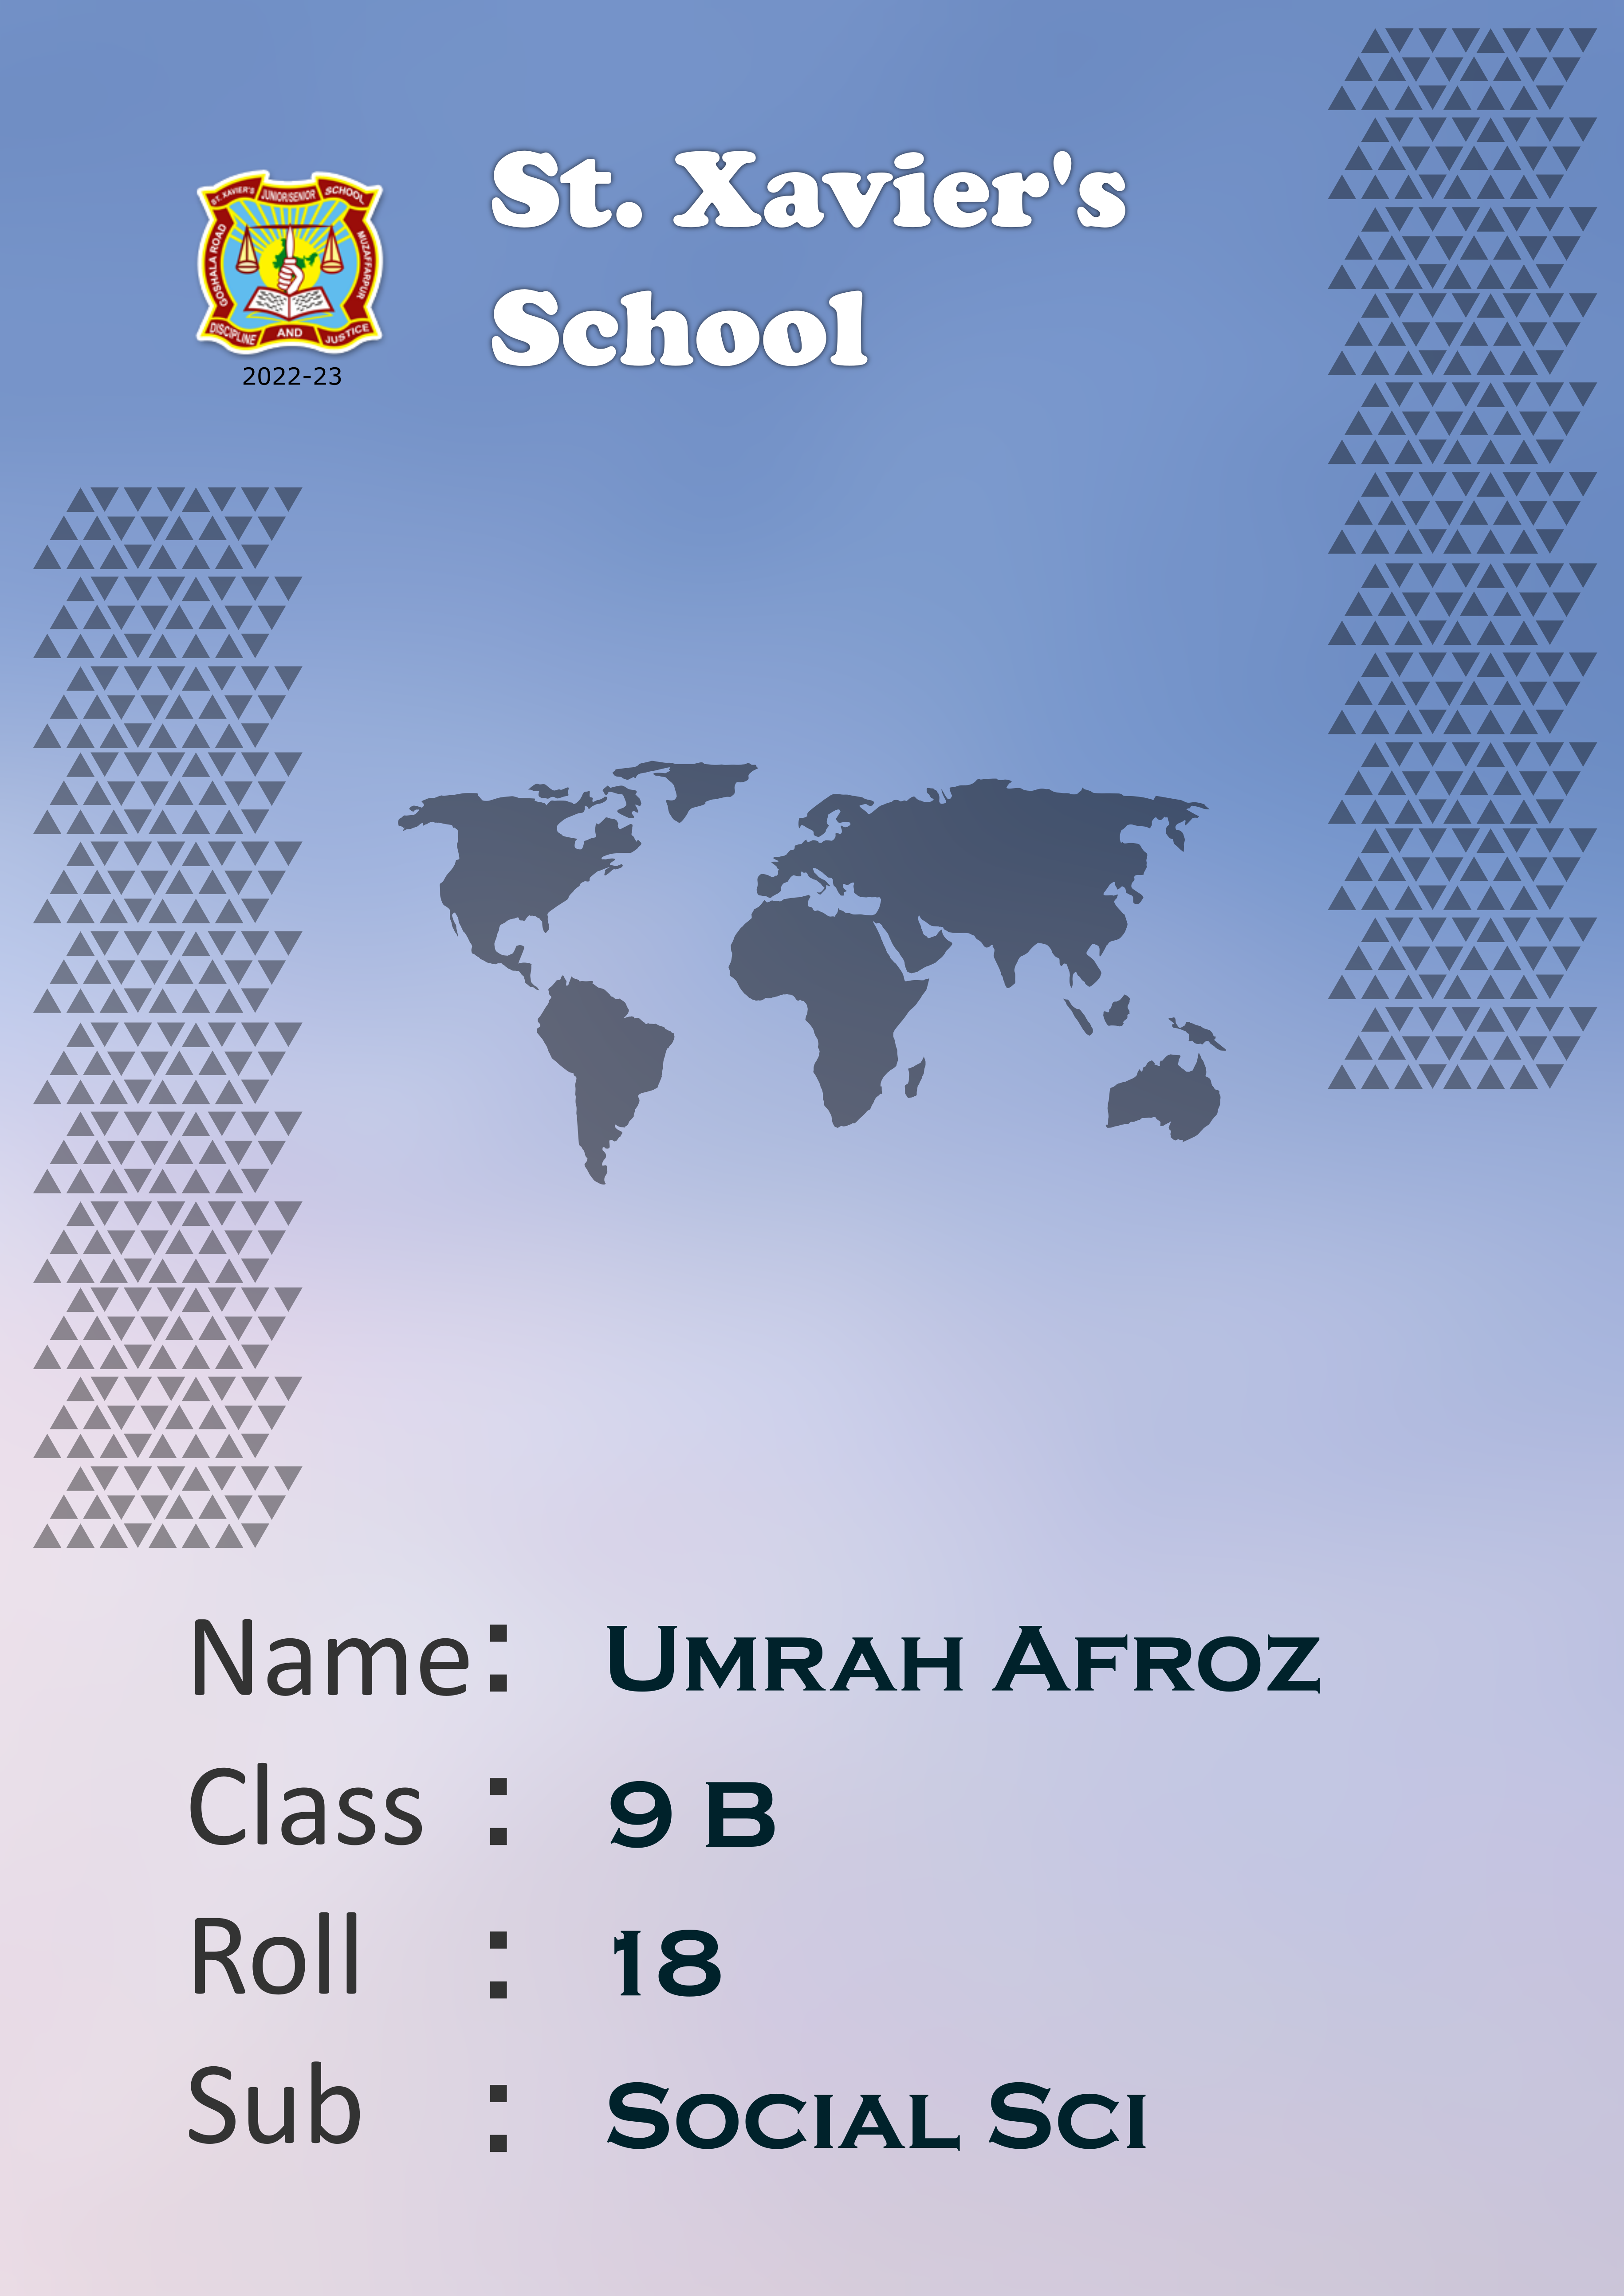 St. Xavier's
School
ST. XAVIER'S JUNIOR/SENIOR SCHOOL
GOSHALA ROAD
MUZAFFARPUR
DISCIPLINE AND JUSTICE
2022-23
Name : UMRAH AFROZ
Class : 9 B
Roll : 18
Sub : SOCIAL SCI